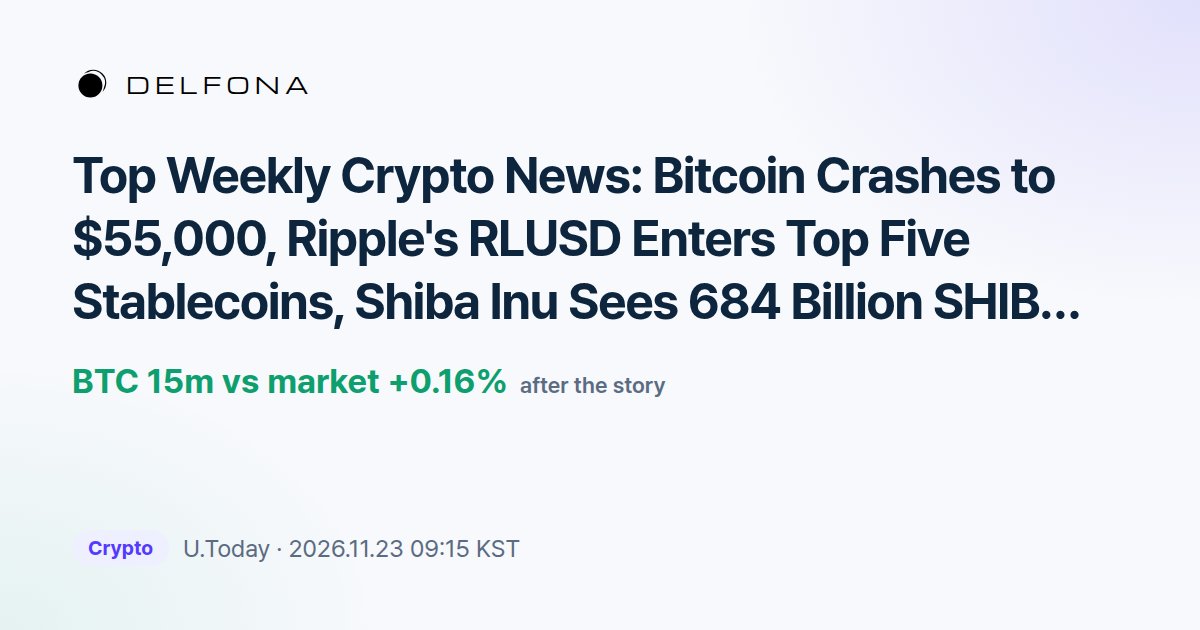 DELFONA
Top Weekly Crypto News: Bitcoin Crashes to
$55,000, Ripple's RLUSD Enters Top Five
Stablecoins, Shiba Inu Sees 684 Billion SHIB...
BTC 15m vs market +0.16% after the story
Crypto U.Today · 2026.11.23 09:15 KST